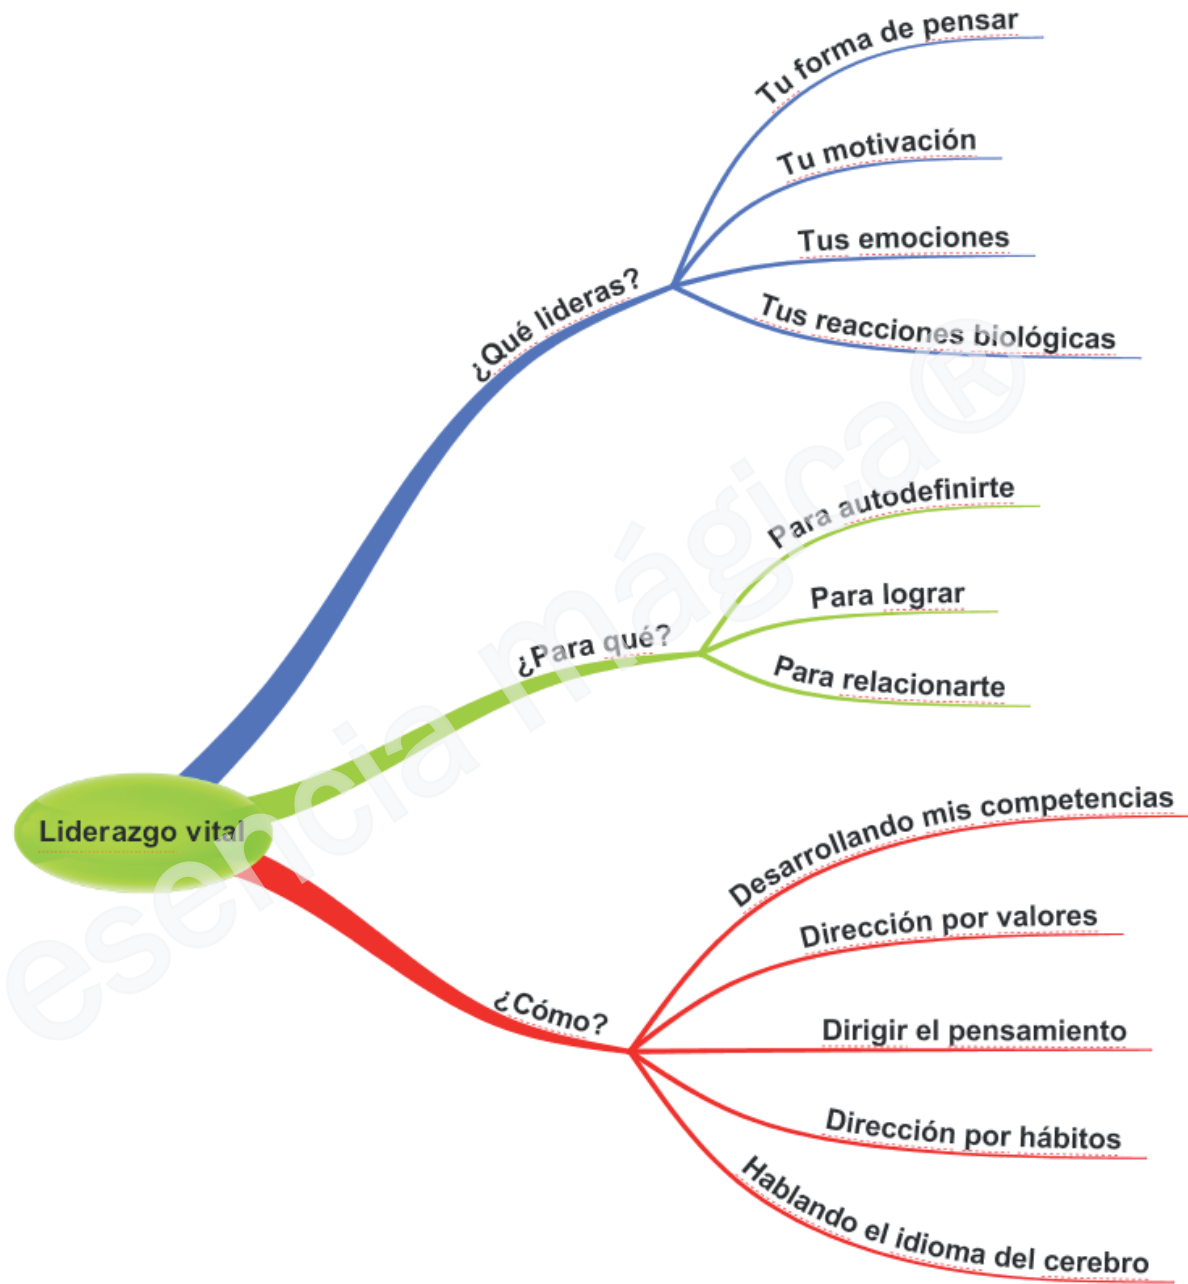 Tu forma de pensar
Tu motivación
Tus emociones
Tus reacciones biológicas
¿Qué lideras?
Para autodefinirte
Para lograr
Para relacionarte
¿Para qué?
Liderazgo vital
Desarrollando mis competencias
Dirección por valores
Dirigir el pensamiento
Dirección por hábitos
Hablando el idioma del cerebro
¿Cómo?
esencia mágica®